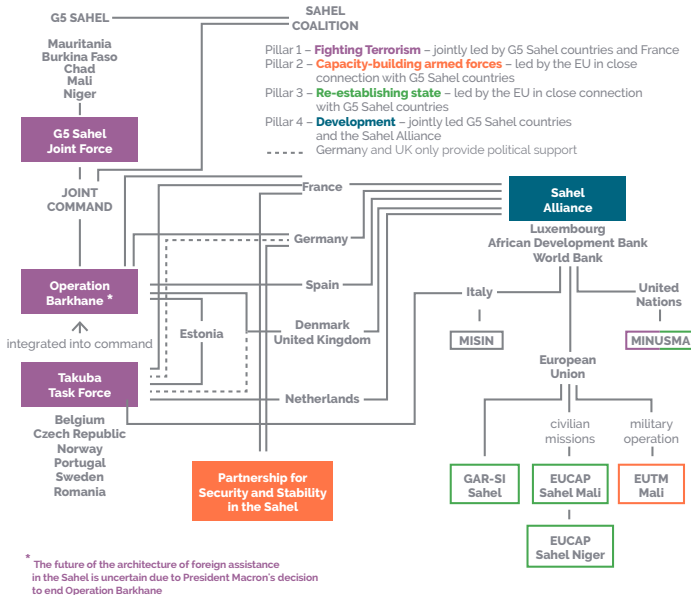 G5 SAHEL
SAHEL
COALITION
Mauritania
Burkina Faso
Chad
Mali
Niger
Pillar 1 – Fighting Terrorism – jointly led by G5 Sahel countries and France
Pillar 2 – Capacity-building armed forces – led by the EU in close
connection with G5 Sahel countries
Pillar 3 – Re-establishing state – led by the EU in close connection
with G5 Sahel countries
Pillar 4 – Development – jointly led G5 Sahel countries
and the Sahel Alliance
Germany and UK only provide political support
G5 Sahel
Joint Force
JOINT
COMMAND
France
Sahel
Alliance
Luxembourg
African Development Bank
World Bank
Germany
Operation
Barkhane *
Spain
Italy
United
Nations
integrated into command
Estonia
Denmark
United Kingdom
MISIN
MINUSMA
European
Union
Takuba
Task Force
Netherlands
Belgium
Czech Republic
Norway
Portugal
Sweden
Romania
civilian
missions
military
operation
Partnership for
Security and Stability
in the Sahel
GAR-SI
Sahel
EUCAP
Sahel Mali
EUTM
Mali
EUCAP
Sahel Niger
* The future of the architecture of foreign assistance
in the Sahel is uncertain due to President Macron's decision
to end Operation Barkhane